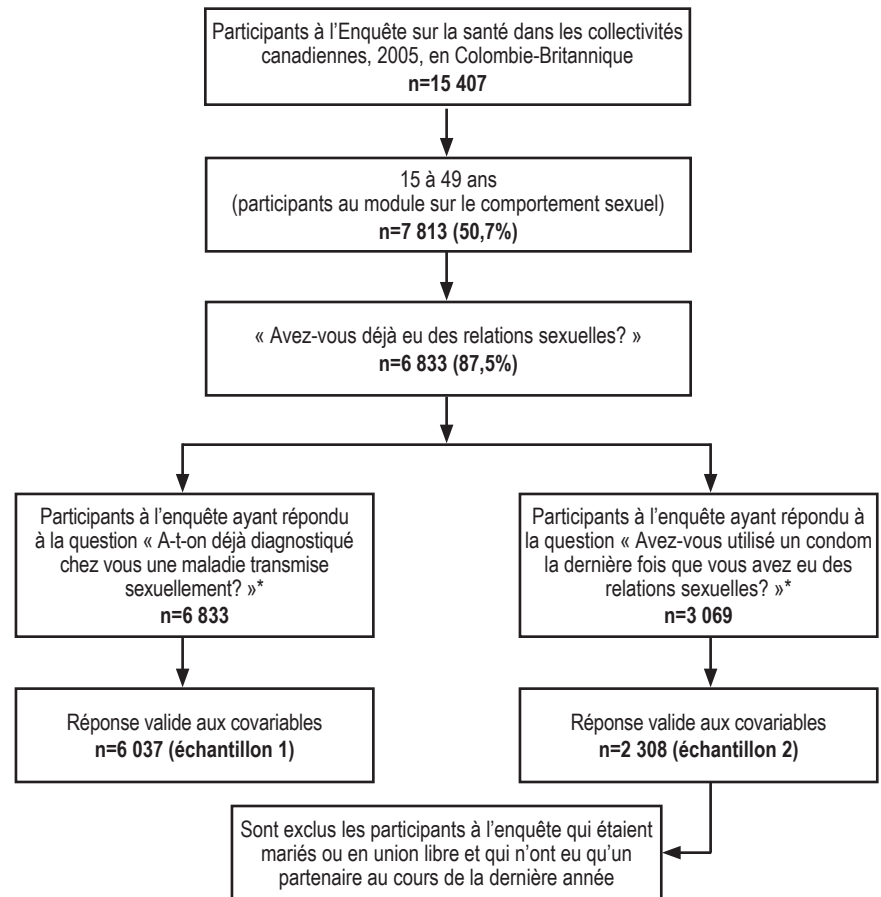 Participants à l'Enquête sur la santé dans les collectivités
canadiennes, 2005, en Colombie-Britannique
n=15 407
15 à 49 ans
(participants au module sur le comportement sexuel)
n=7 813 (50,7%)
« Avez-vous déjà eu des relations sexuelles? »
n=6 833 (87,5%)
Participants à l'enquête ayant répondu
à la question « A-t-on déjà diagnostiqué
chez vous une maladie transmise
sexuellement? »*
n=6 833
Participants à l'enquête ayant répondu à
la question « Avez-vous utilisé un condom
la dernière fois que vous avez eu des
relations sexuelles? »*
n=3 069
Réponse valide aux covariables
n=6 037 (échantillon 1)
Réponse valide aux covariables
n=2 308 (échantillon 2)
Sont exclus les participants à l'enquête qui étaient
mariés ou en union libre et qui n'ont eu qu'un
partenaire au cours de la dernière année